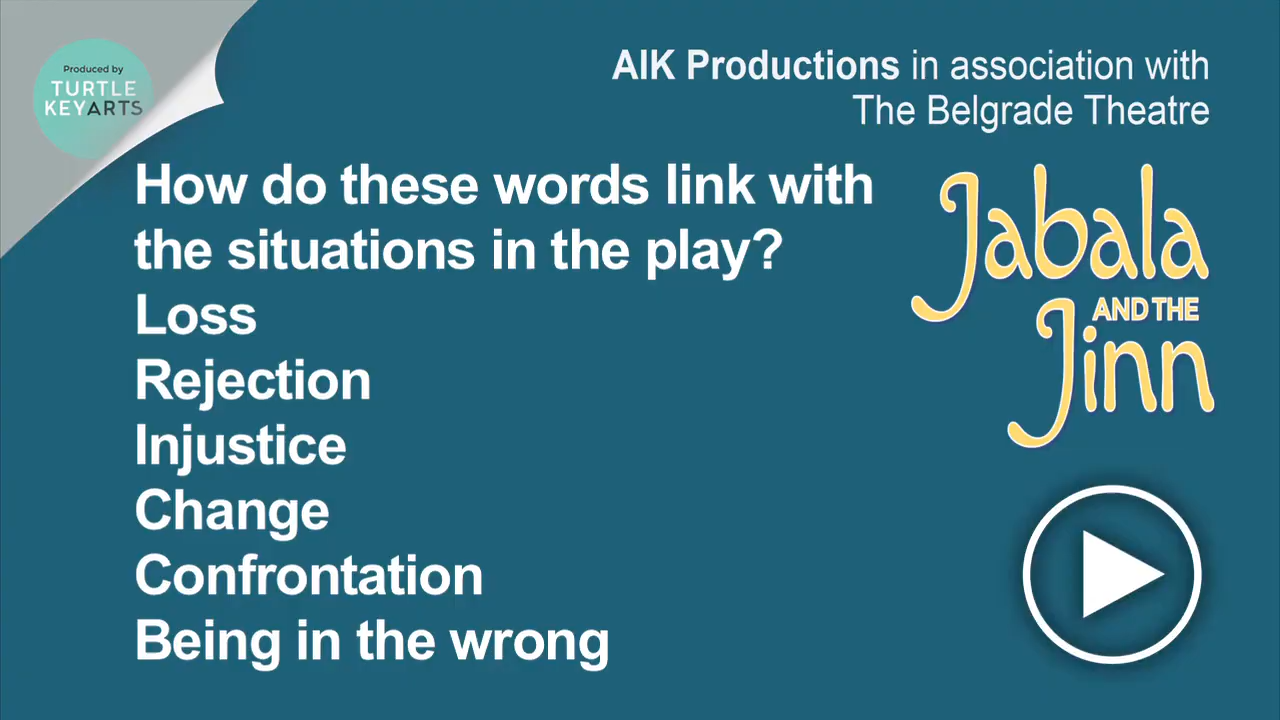 Produced by
TURTLE
KEYARTS
AIK Productions in association with
The Belgrade Theatre
How do these words link with
the situations in the play?
Loss
Rejection
Injustice
Change
Confrontation
Being in the wrong
Jabala
AND THE
Jinn